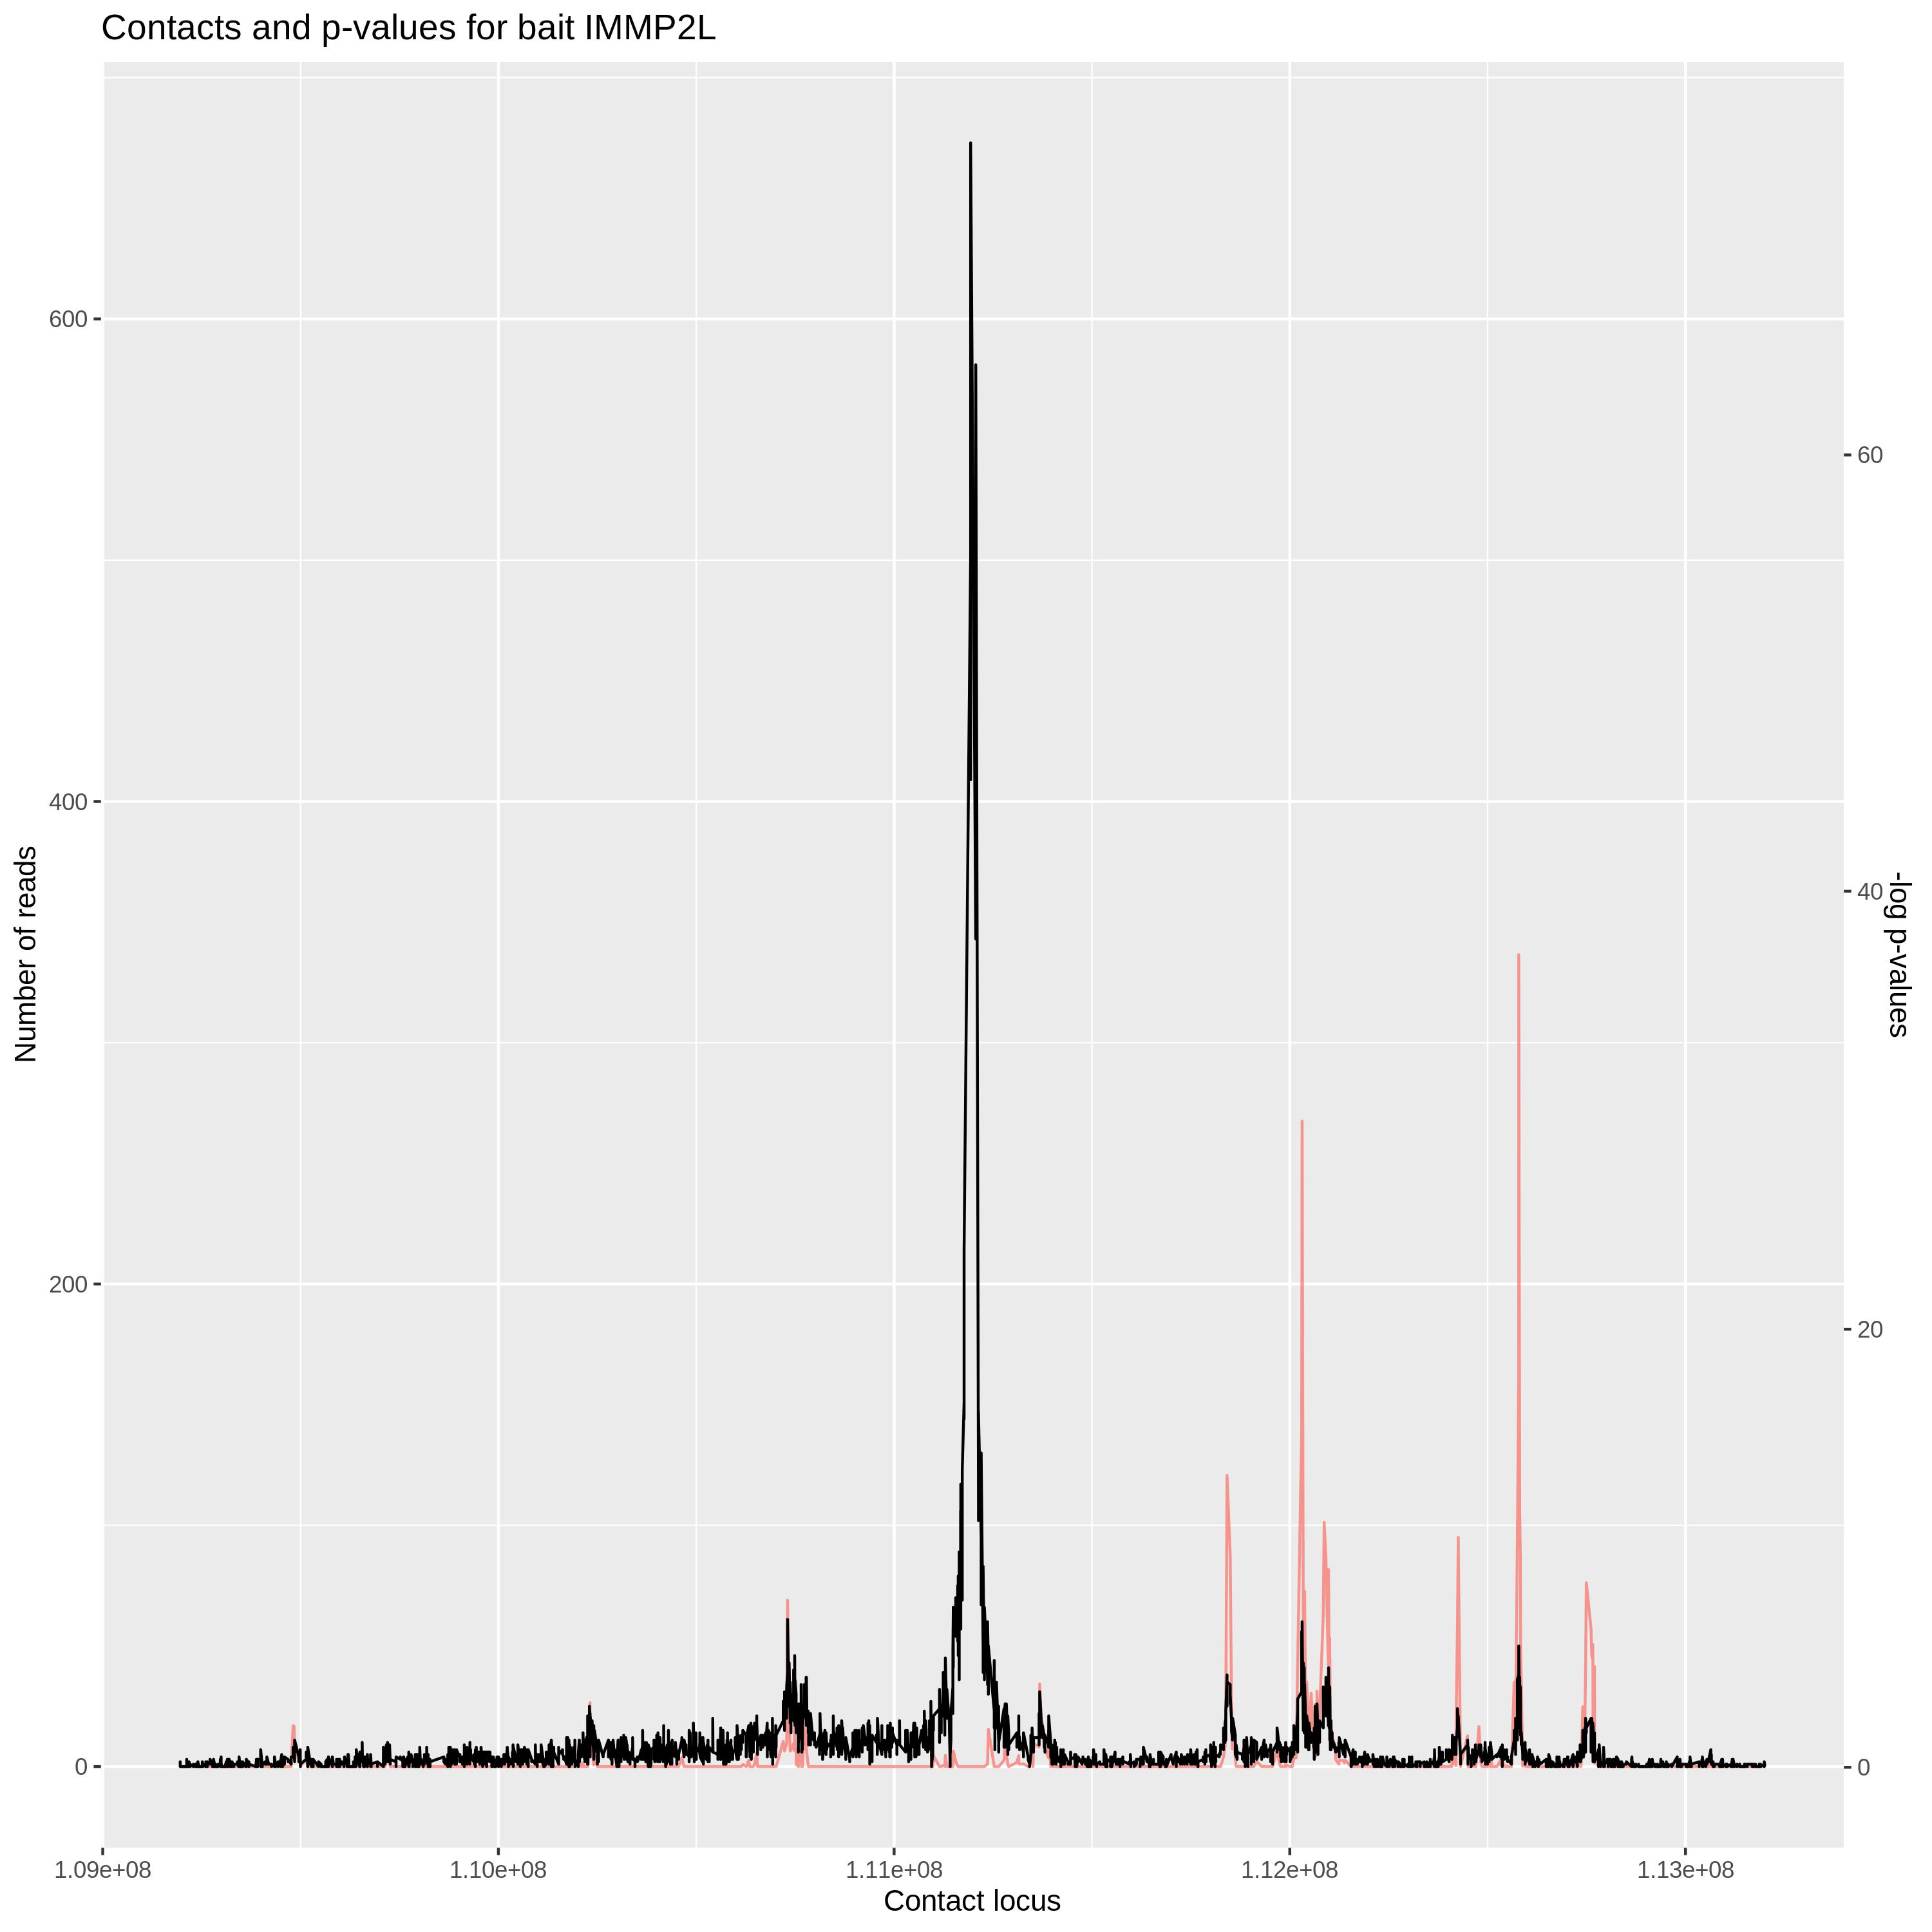 Contacts and p-values for bait IMMP2L
600
400
200
0
Number of reads
60
40
20
0
-log p-values
1.09e+08 1.10e+08 1.11e+08 1.12e+08 1.13e+08
Contact locus